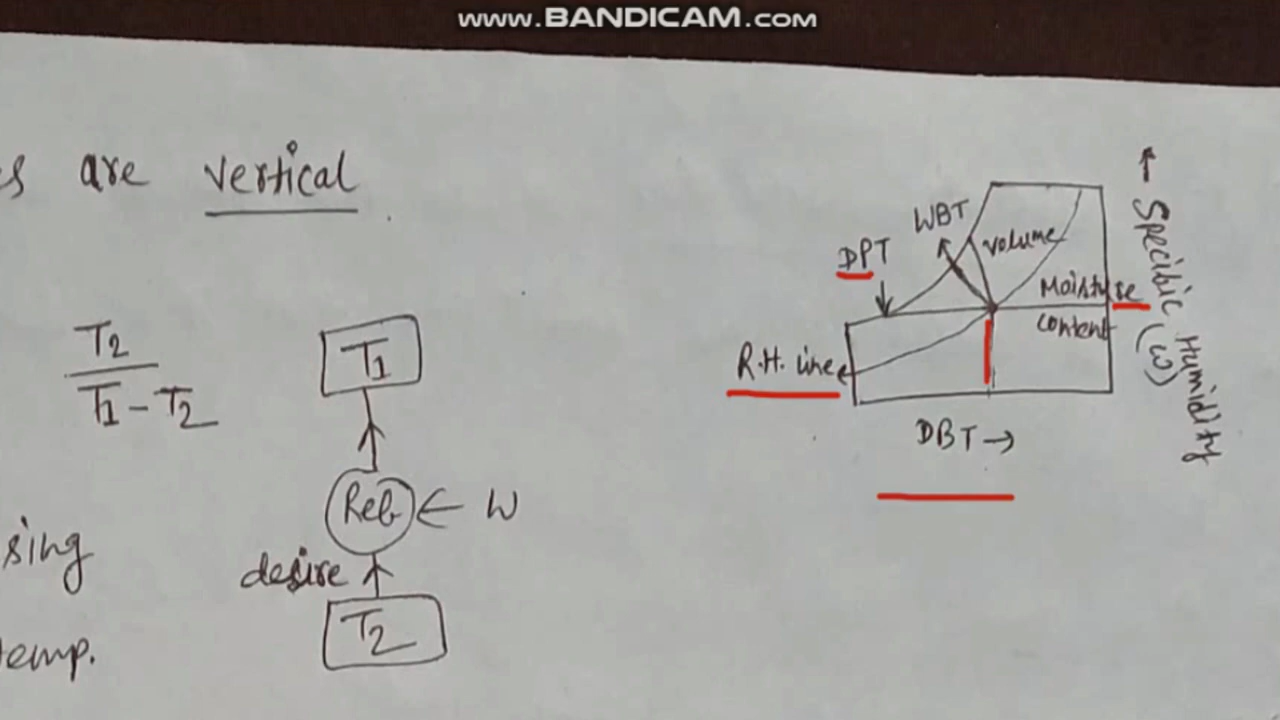 www.BANDICAM.com
s are vertical.
T2
T1 - T2
T1
Ref ← W
desire
T2
sing
temp.
WBT
volume
DPT
Moisture
content
R.H. line
DBT →
← Specific Humidity
(ω)